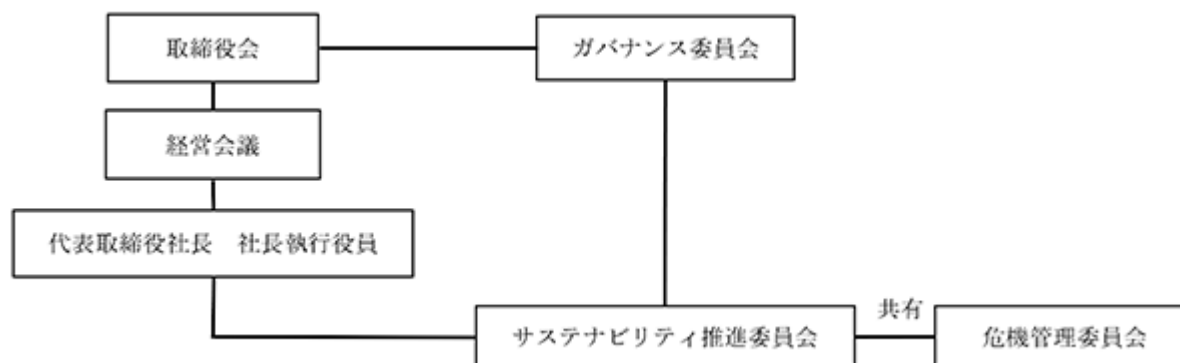 取締役会
ガバナンス委員会
経営会議
代表取締役社長　社長執行役員
サステナビリティ推進委員会
共有
危機管理委員会